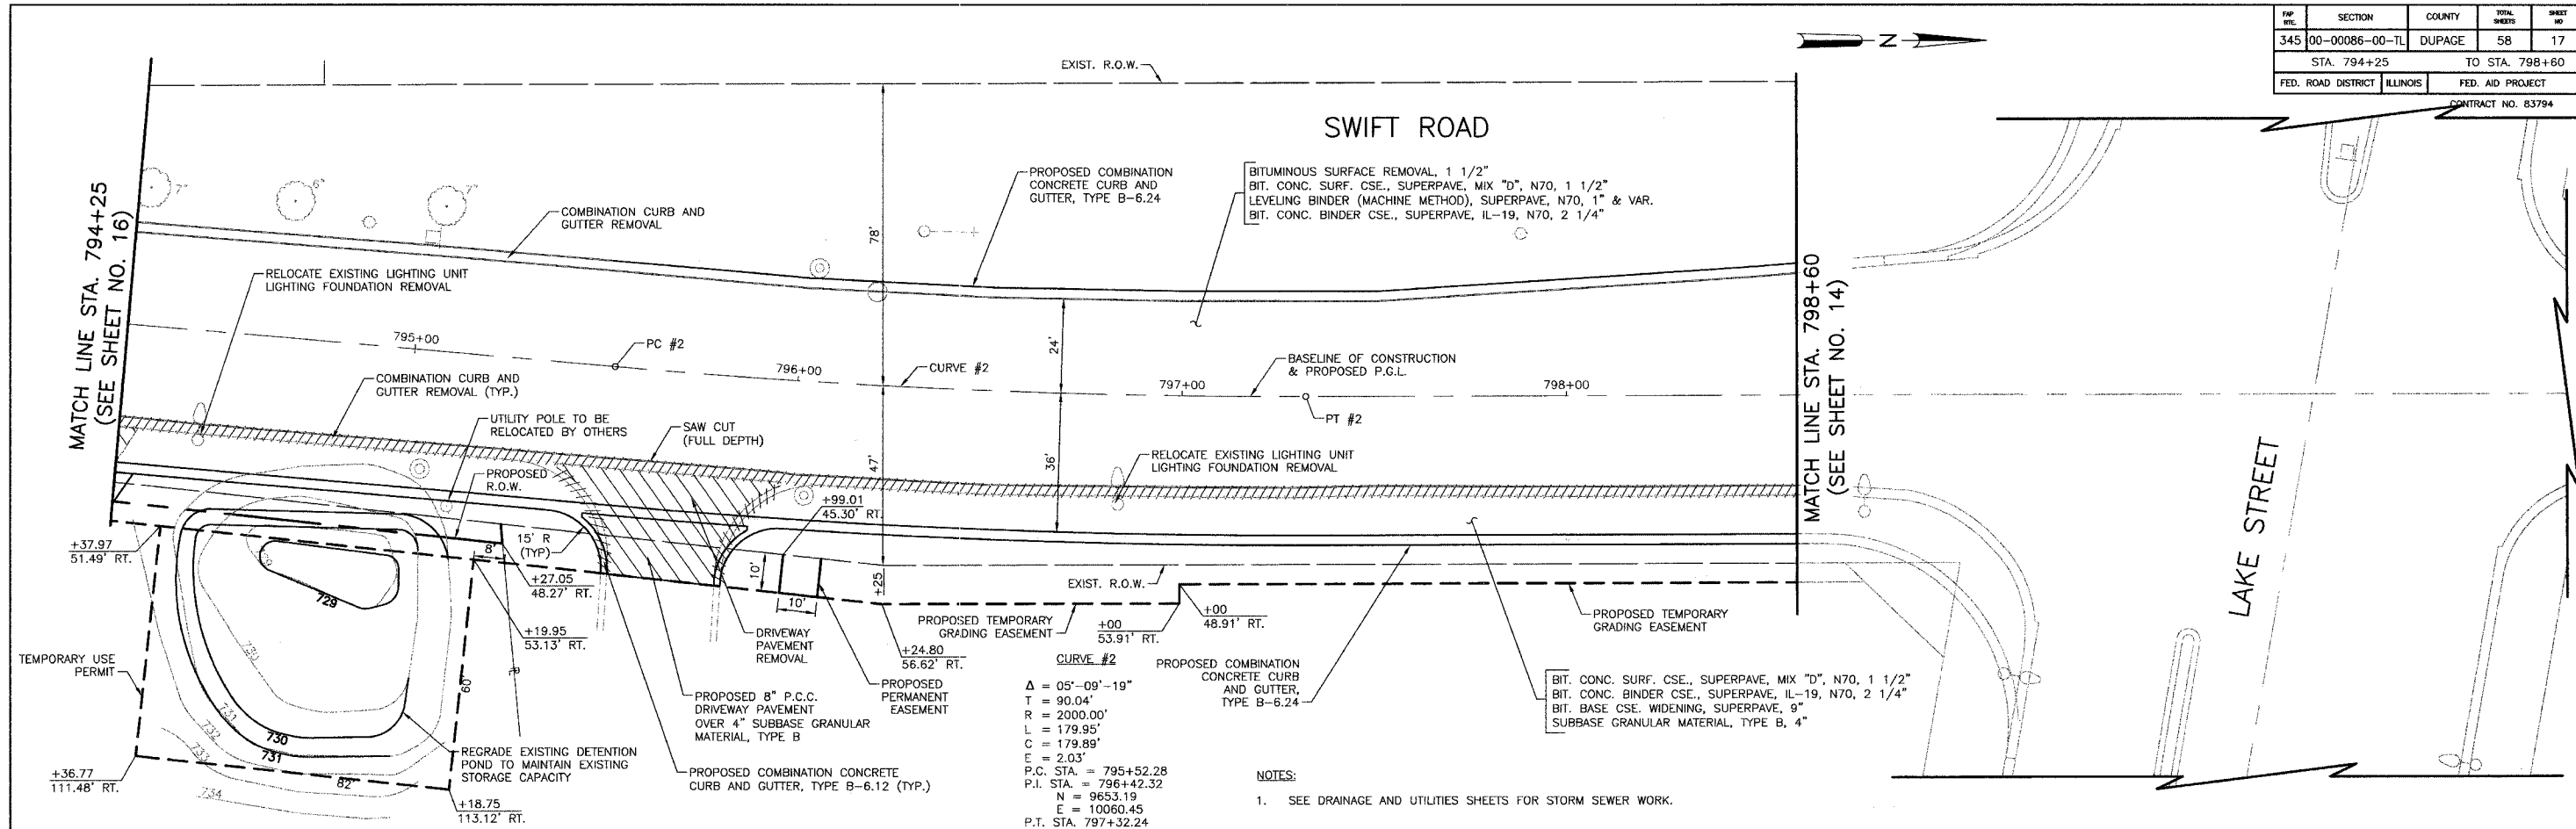 FAP RTE.
SECTION
COUNTY
TOTAL SHEETS
SHEET NO
345
00-00086-00-TL
DUPAGE
58
17
STA. 794+25
TO STA. 798+60
FED. ROAD DISTRICT
ILLINOIS
FED. AID PROJECT
CONTRACT NO. 83794
N
EXIST. R.O.W.
SWIFT ROAD
MATCH LINE STA. 794+25
(SEE SHEET NO. 16)
7"
6"
7"
COMBINATION CURB AND
GUTTER REMOVAL
PROPOSED COMBINATION
CONCRETE CURB AND
GUTTER, TYPE B-6.24
BITUMINOUS SURFACE REMOVAL, 1 1/2"
BIT. CONC. SURF. CSE., SUPERPAVE, MIX "D", N70, 1 1/2"
LEVELING BINDER (MACHINE METHOD), SUPERPAVE, N70, 1" & VAR.
BIT. CONC. BINDER CSE., SUPERPAVE, IL-19, N70, 2 1/4"
78'
RELOCATE EXISTING LIGHTING UNIT
LIGHTING FOUNDATION REMOVAL
795+00
PC #2
796+00
CURVE #2
24'
797+00
BASELINE OF CONSTRUCTION
& PROPOSED P.G.L.
798+00
PT #2
MATCH LINE STA. 798+60
(SEE SHEET NO. 14)
COMBINATION CURB AND
GUTTER REMOVAL (TYP.)
UTILITY POLE TO BE
RELOCATED BY OTHERS
SAW CUT
(FULL DEPTH)
47'
36'
RELOCATE EXISTING LIGHTING UNIT
LIGHTING FOUNDATION REMOVAL
LAKE STREET
PROPOSED
R.O.W.
+99.01
45.30' RT.
+37.97
51.49' RT.
8'
15' R
(TYP)
10'
10'
+25
EXIST. R.O.W.
+27.05
48.27' RT.
729
+19.95
53.13' RT.
DRIVEWAY
PAVEMENT
REMOVAL
PROPOSED TEMPORARY
GRADING EASEMENT
+00
53.91' RT.
+00
48.91' RT.
PROPOSED TEMPORARY
GRADING EASEMENT
+24.80
56.62' RT.
TEMPORARY USE
PERMIT
730
60'
PROPOSED
PERMANENT
EASEMENT
PROPOSED COMBINATION
CONCRETE CURB
AND GUTTER,
TYPE B-6.24
PROPOSED 8" P.C.C.
DRIVEWAY PAVEMENT
OVER 4" SUBBASE GRANULAR
MATERIAL, TYPE B
BIT. CONC. SURF. CSE., SUPERPAVE, MIX "D", N70, 1 1/2"
BIT. CONC. BINDER CSE., SUPERPAVE, IL-19, N70, 2 1/4"
BIT. BASE CSE. WIDENING, SUPERPAVE, 9"
SUBBASE GRANULAR MATERIAL, TYPE B, 4"
731
732
733
734
730
731
82'
REGRADE EXISTING DETENTION
POND TO MAINTAIN EXISTING
STORAGE CAPACITY
+36.77
111.48' RT.
+18.75
113.12' RT.
PROPOSED COMBINATION CONCRETE
CURB AND GUTTER, TYPE B-6.12 (TYP.)
CURVE #2
Δ = 05°-09'-19"
T = 90.04'
R = 2000.00'
L = 179.95'
C = 179.89'
E = 2.03'
P.C. STA. = 795+52.28
P.I. STA. = 796+42.32
N = 9653.19
E = 10060.45
P.T. STA. 797+32.24
NOTES:
1. SEE DRAINAGE AND UTILITIES SHEETS FOR STORM SEWER WORK.